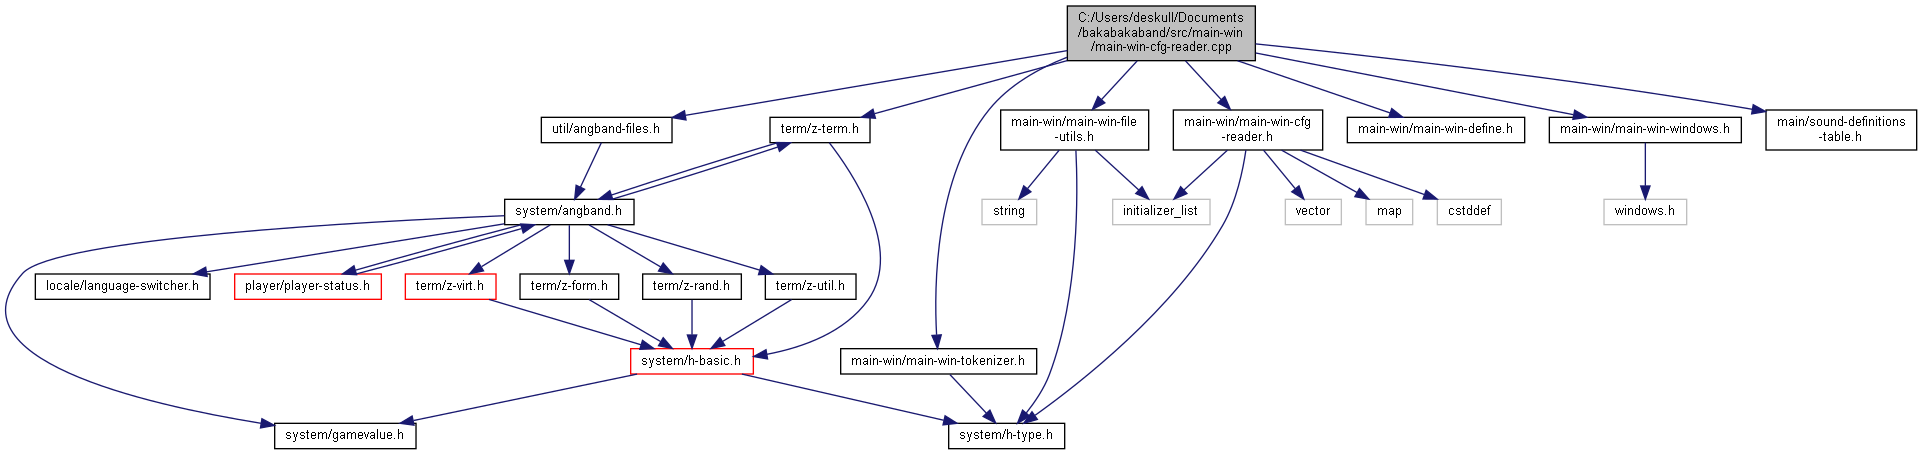 C:/Users/deskull/Documents
/bakabakaband/src/main-win
/main-win-cfg-reader.cpp
util/angband-files.h
term/z-term.h
main-win/main-win-file
-utils.h
main-win/main-win-cfg
-reader.h
main-win/main-win-define.h
main-win/main-win-windows.h
main/sound-definitions
-table.h
system/angband.h
string
initializer_list
vector
map
cstddef
windows.h
locale/language-switcher.h
player/player-status.h
term/z-virt.h
term/z-form.h
term/z-rand.h
term/z-util.h
system/h-basic.h
main-win/main-win-tokenizer.h
system/gamevalue.h
system/h-type.h